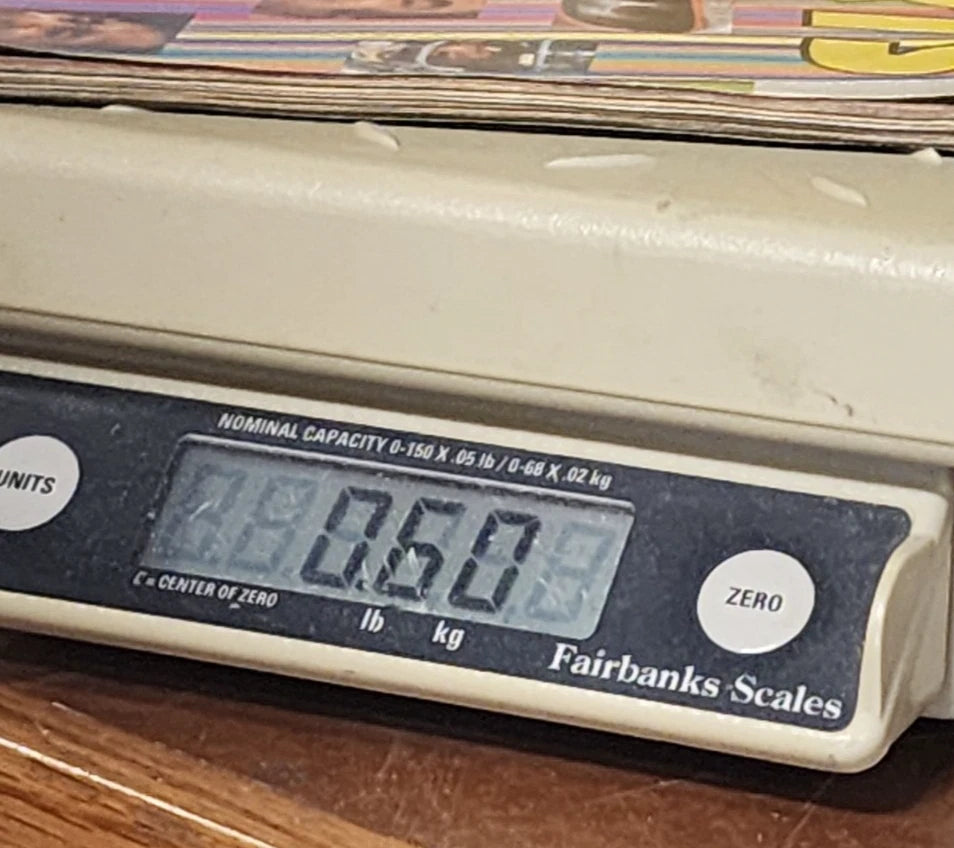 NOMINAL CAPACITY 0-150 X .05 lb / 0-68 X .02 kg
UNITS
0.60
ZERO
C = CENTER OF ZERO
lb kg
Fairbanks Scales